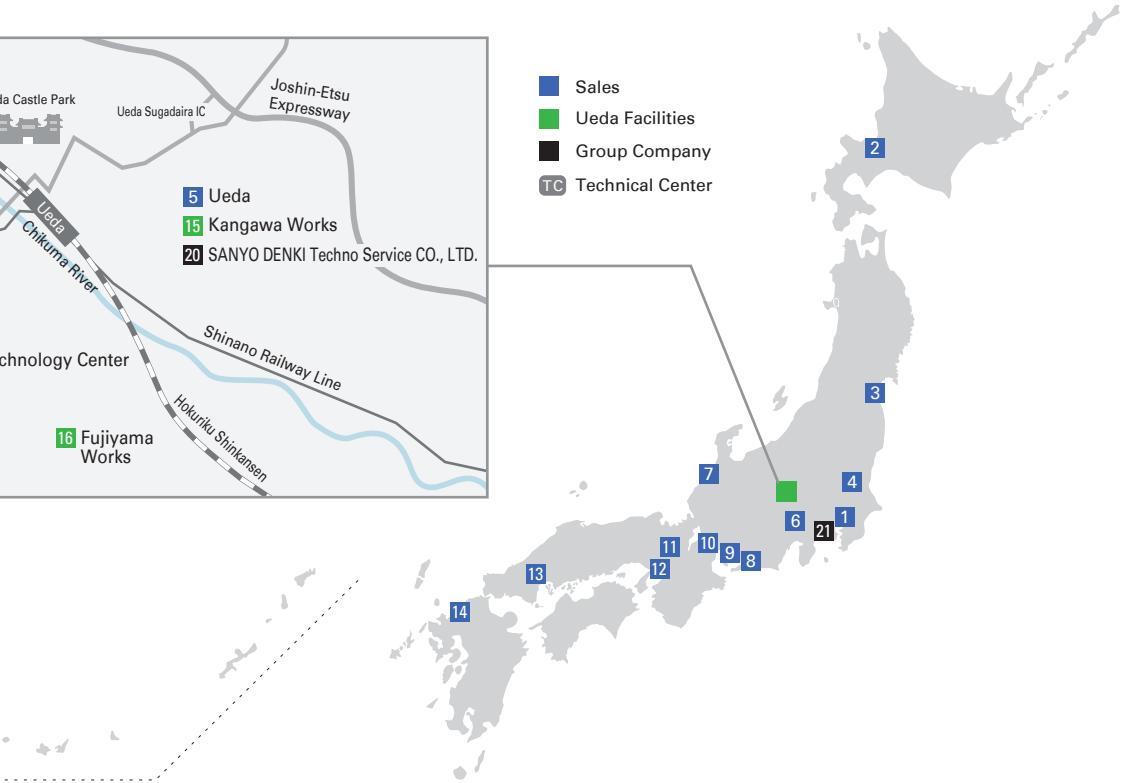 da Castle Park
Ueda Sugadaira IC
Joshin-Etsu
Expressway
Ueda
Chikuma River
5 Ueda
15 Kangawa Works
20 SANYO DENKI Techno Service CO., LTD.
Shinano Railway Line
chnology Center
Hokuriku Shinkansen
16 Fujiyama
Works
Sales
Ueda Facilities
Group Company
TC Technical Center
2
3
7
4
6
21
1
11
10
9
8
12
13
14